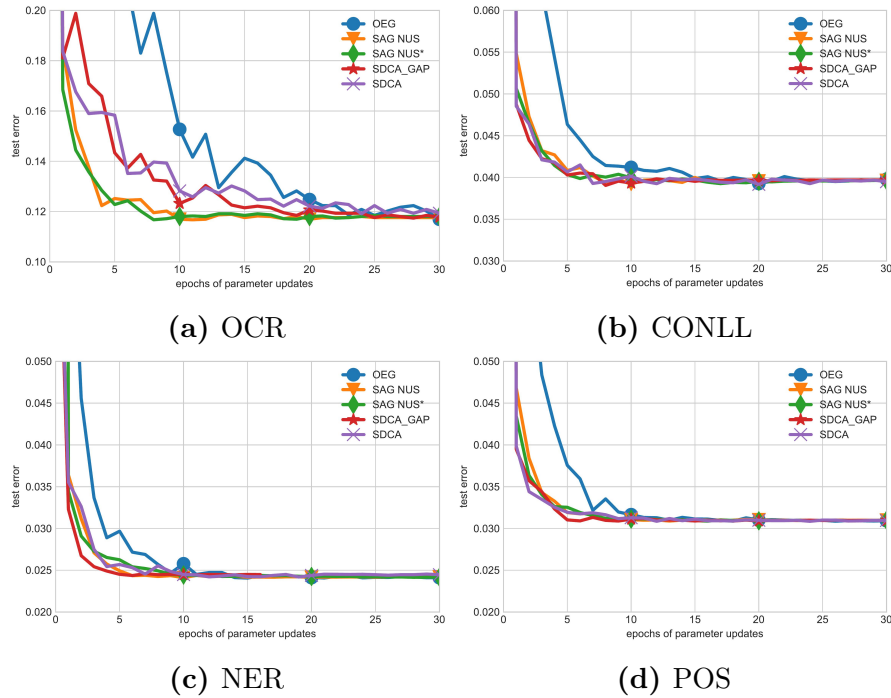 0.20
0.18
0.16
0.14
0.12
0.10
test error
0 5 10 15 20 25 30
epochs of parameter updates
OEG
SAG NUS
SAG NUS*
SDCA_GAP
SDCA
(a) OCR
0.060
0.055
0.050
0.045
0.040
0.035
0.030
test error
0 5 10 15 20 25 30
epochs of parameter updates
OEG
SAG NUS
SAG NUS*
SDCA_GAP
SDCA
(b) CONLL
0.050
0.045
0.040
0.035
0.030
0.025
0.020
test error
0 5 10 15 20 25 30
epochs of parameter updates
OEG
SAG NUS
SAG NUS*
SDCA_GAP
SDCA
(c) NER
0.050
0.045
0.040
0.035
0.030
0.025
0.020
test error
0 5 10 15 20 25 30
epochs of parameter updates
OEG
SAG NUS
SAG NUS*
SDCA_GAP
SDCA
(d) POS